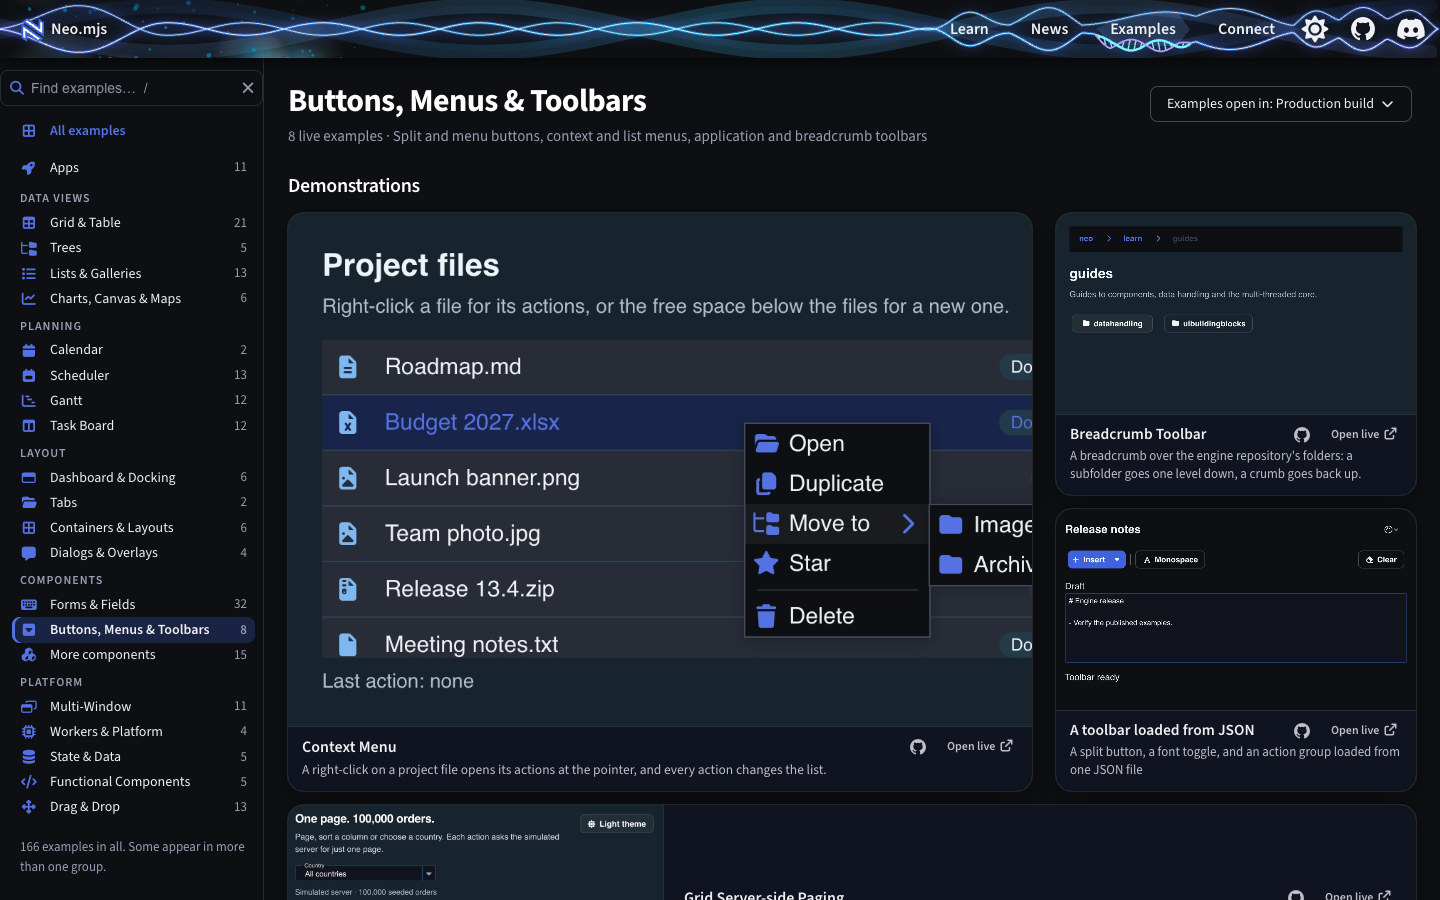 Neo.mjs
Learn
News
Examples
Connect
Find examples… /
All examples
Apps 11
DATA VIEWS
Grid & Table 21
Trees 5
Lists & Galleries 13
Charts, Canvas & Maps 6
PLANNING
Calendar 2
Scheduler 13
Gantt 12
Task Board 22
LAYOUT
Dashboard & Docking 6
Tabs 2
Containers & Layouts 6
Dialogs & Overlays 4
COMPONENTS
Forms & Fields 32
Buttons, Menus & Toolbars 8
More components 15
PLATFORM
Multi-Window 11
Workers & Platform 4
State & Data 5
Functional Components 5
Drag & Drop 13
166 examples in all. Some appear in more
than one group.
Buttons, Menus & Toolbars
8 live examples · Split and menu buttons, context and list menus, application and breadcrumb toolbars
Examples open in: Production build
Demonstrations
Project files
Right-click a file for its actions, or the free space below the files for a new one.
Roadmap.md Do
Budget 2027.xlsx Do
Launch banner.png
Team photo.jpg
Release 13.4.zip
Meeting notes.txt Do
Open
Duplicate
Move to
Star
Delete
Image
Archiv
Last action: none
Context Menu
Open live
A right-click on a project file opens its actions at the pointer, and every action changes the list.
neo > learn > guides
guides
Guides to components, data handling and the multi-threaded core.
datahandling
uibuildingblocks
Breadcrumb Toolbar
Open live
A breadcrumb over the engine repository's folders: a
subfolder goes one level down, a crumb goes back up.
Release notes
+ Insert
A Monospace
Clear
Draft
# Engine release
- Verify the published examples.
Toolbar ready
A toolbar loaded from JSON
Open live
A split button, a font toggle, and an action group loaded from
one JSON file
One page. 100,000 orders.
Light theme
Page, sort a column or choose a country. Each action asks the simulated
server for just one page.
Country
All countries
Simulated server · 100,000 seeded orders
Grid Server-side Paging
Open live